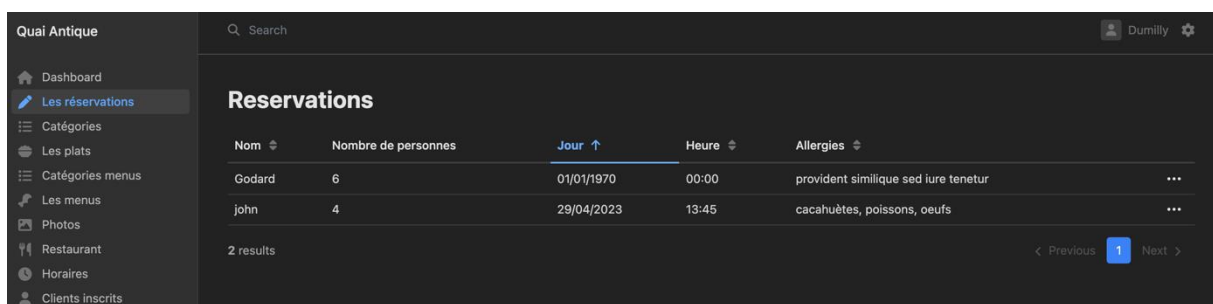 Quai Antique
Search
Dumilly
Dashboard
Les réservations
Catégories
Les plats
Catégories menus
Les menus
Photos
Restaurant
Horaires
Clients inscrits
Reservations
Nom Nombre de personnes Jour Heure Allergies
Godard 6 01/01/1970 00:00 provident similique sed iure tenetur
john 4 29/04/2023 13:45 cacahuètes, poissons, oeufs
2 results
Previous 1 Next